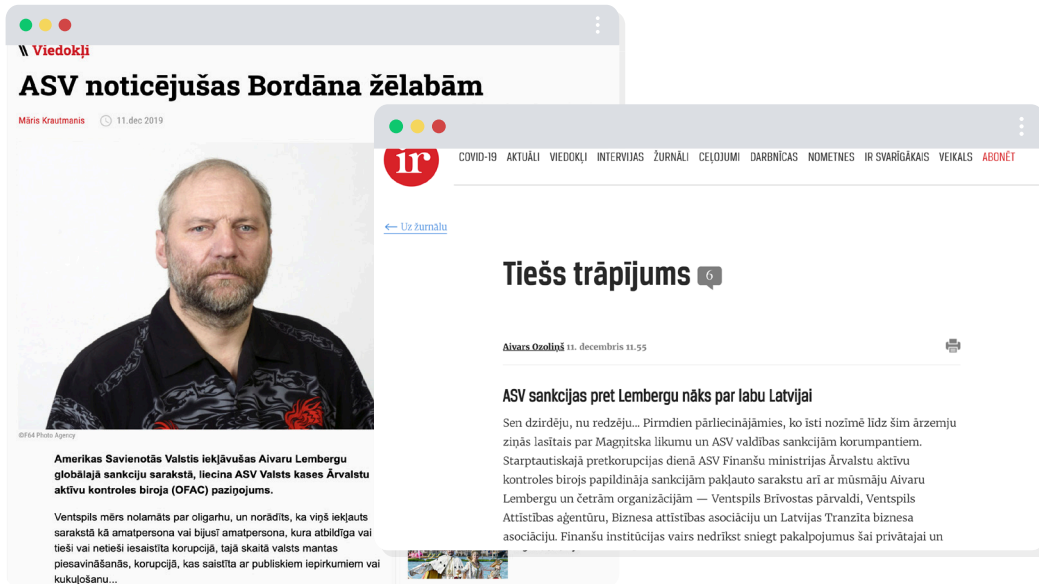 \\ Viedokļi
ASV noticējušas Bordāna žēlabām
Māris Krautmanis 11.dec 2019
©F64 Photo Agency
Amerikas Savienotās Valstis iekļāvušas Aivaru Lembergu
globālajā sankciju sarakstā, liecina ASV Valsts kases Ārvalstu
aktīvu kontroles biroja (OFAC) paziņojums.
Ventspils mērs nolamāts par oligarhu, un norādīts, ka viņš iekļauts
sarakstā kā amatpersona vai bijusī amatpersona, kura atbildīga vai
tieši vai netieši iesaistīta korupcijā, tajā skaitā valsts mantas
piesavināšanās, korupcijā, kas saistīta ar publiskiem iepirkumiem vai
kukuļošanu...
ir
COVID-19 AKTUĀLI VIEDOKĻI INTERVIJAS ŽURNĀLI CEĻOJUMI DARBNĪCAS NOMETNES IR SVARĪGĀKAIS VEIKALS ABONĒT
← Uz žurnālu
Tiešs trāpījums 6
Aivars Ozoliņš 11. decembris 11.55
ASV sankcijas pret Lembergu nāks par labu Latvijai
Sen dzirdēju, nu redzēju... Pirmdien pārliecinājāmies, ko īsti nozīmē līdz šim ārzemju
ziņās lasītais par Magņitska likumu un ASV valdības sankcijām korumpantiem.
Starptautiskajā pretkorupcijas dienā ASV Finanšu ministrijas Ārvalstu aktīvu
kontroles birojs papildināja sankcijām pakļauto sarakstu arī ar mūsmāju Aivaru
Lembergu un četrām organizācijām — Ventspils Brīvostas pārvaldi, Ventspils
Attīstības aģentūru, Biznesa attīstības asociāciju un Latvijas Tranzīta biznesa
asociāciju. Finanšu institūcijas vairs nedrīkst sniegt pakalpojumus šai privātajai un